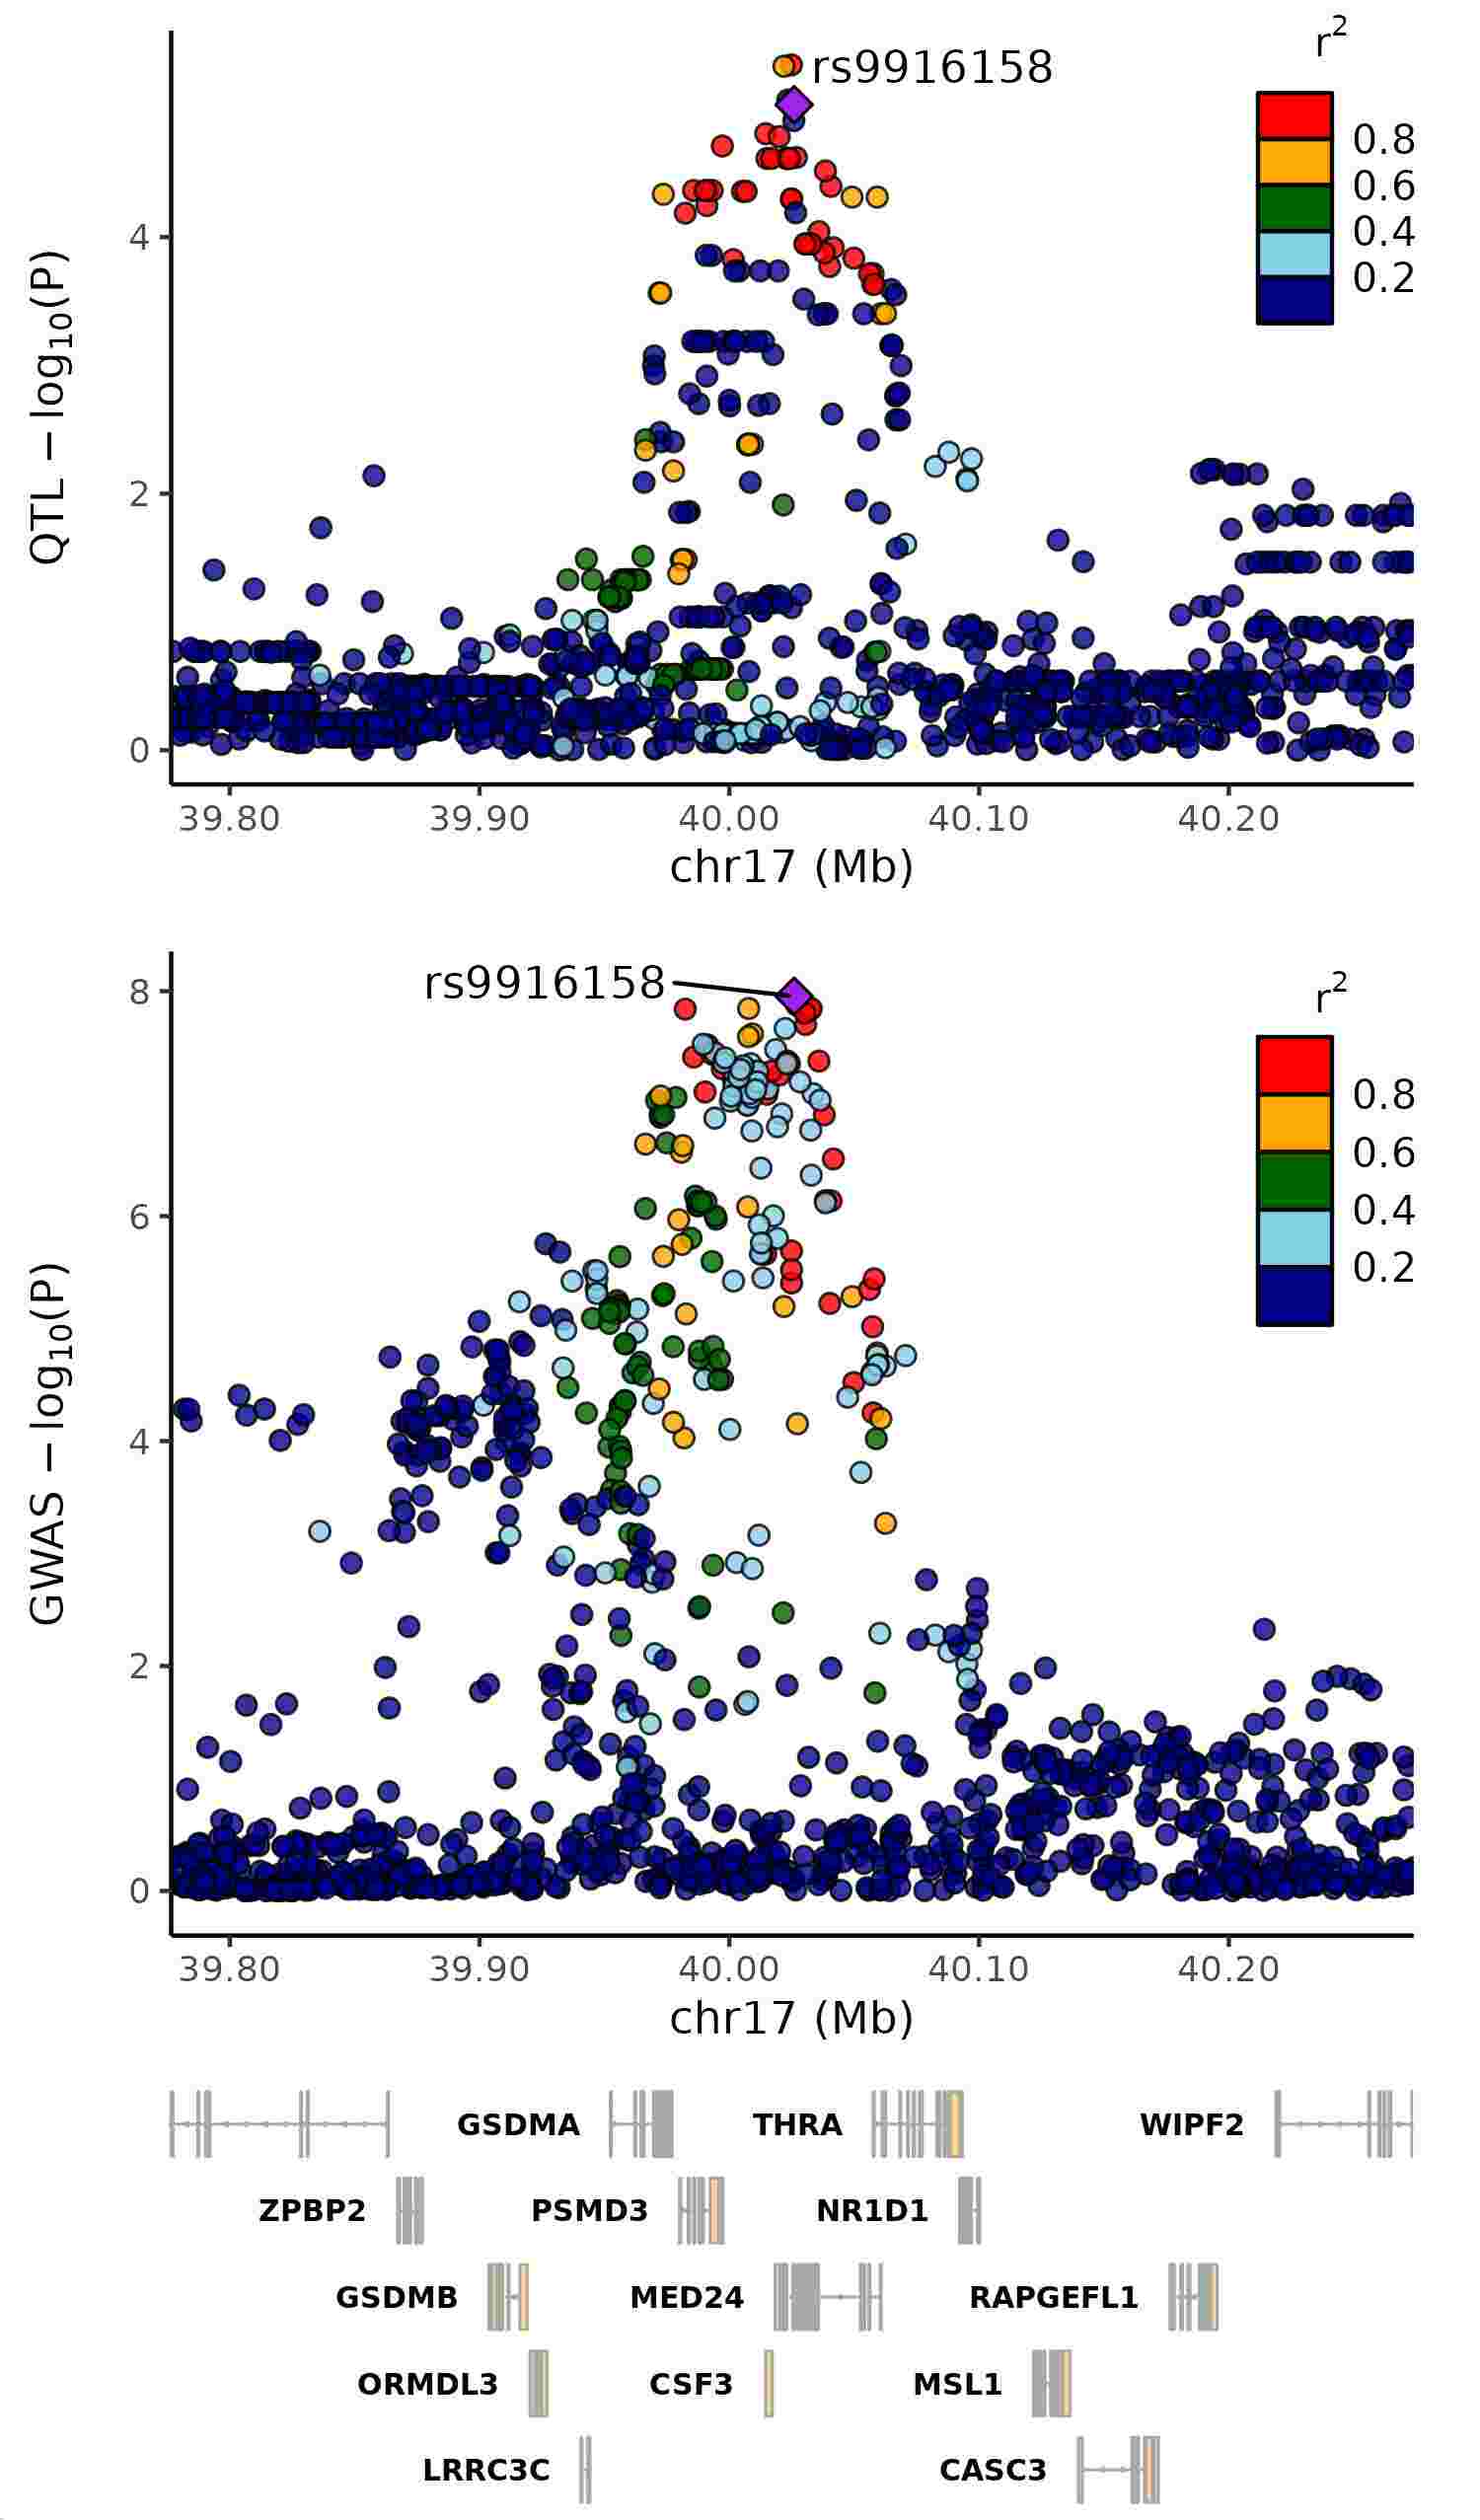 r²
rs9916158
0.8
0.6
0.4
0.2
4
2
0
QTL − log₁₀(P)
39.80 39.90 40.00 40.10 40.20
chr17 (Mb)
rs9916158
r²
0.8
0.6
0.4
0.2
8
6
4
2
0
GWAS − log₁₀(P)
39.80 39.90 40.00 40.10 40.20
chr17 (Mb)
GSDMA THRA WIPF2
ZPBP2 PSMD3 NR1D1
GSDMB MED24 RAPGEFL1
ORMDL3 CSF3 MSL1
LRRC3C CASC3